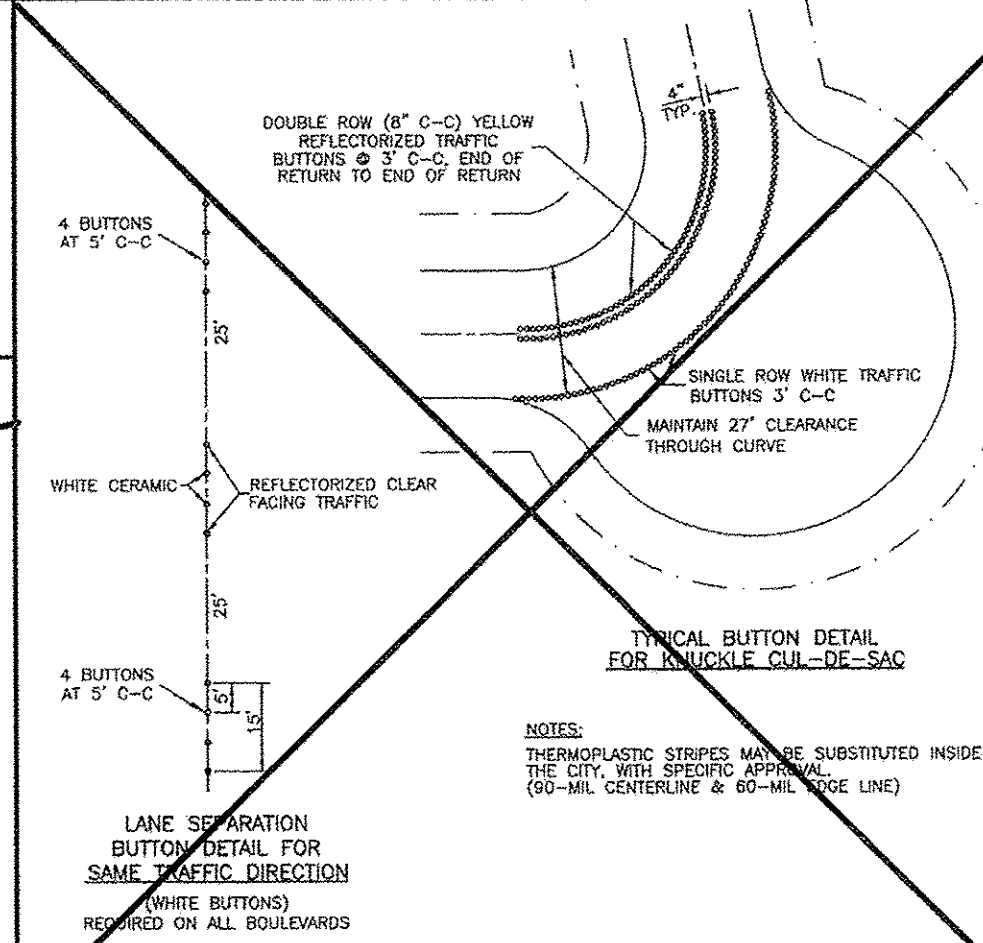 4 BUTTONS
AT 5' C-C
25'
WHITE CERAMIC
REFLECTORIZED CLEAR
FACING TRAFFIC
25'
4 BUTTONS
AT 5' C-C
5'
15'
LANE SEPARATION
BUTTON DETAIL FOR
SAME TRAFFIC DIRECTION
(WHITE BUTTONS)
REQUIRED ON ALL BOULEVARDS
DOUBLE ROW (8" C-C) YELLOW
REFLECTORIZED TRAFFIC
BUTTONS @ 3' C-C, END OF
RETURN TO END OF RETURN
4"
TYP.
SINGLE ROW WHITE TRAFFIC
BUTTONS 3' C-C
MAINTAIN 27' CLEARANCE
THROUGH CURVE
TYPICAL BUTTON DETAIL
FOR KNUCKLE CUL-DE-SAC
NOTES:
THERMOPLASTIC STRIPES MAY BE SUBSTITUTED INSIDE
THE CITY, WITH SPECIFIC APPROVAL.
(90-MIL CENTERLINE & 60-MIL EDGE LINE)